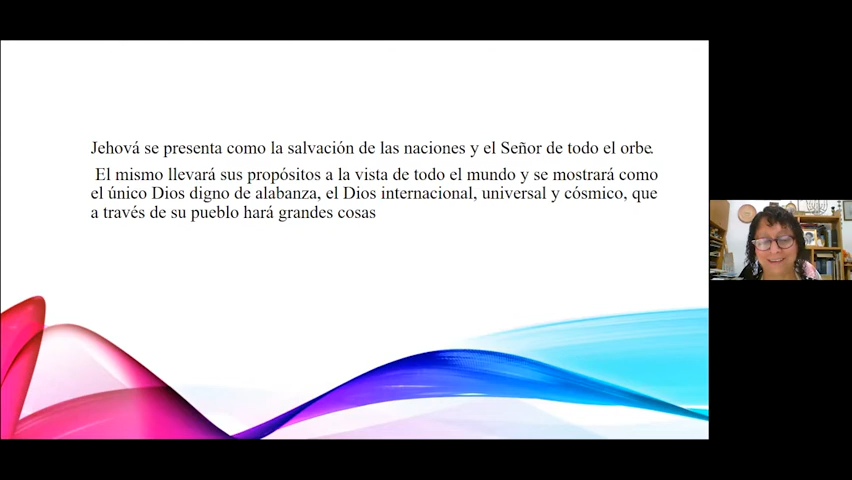 Jehová se presenta como la salvación de las naciones y el Señor de todo el orbe.
El mismo llevará sus propósitos a la vista de todo el mundo y se mostrará como
el único Dios digno de alabanza, el Dios internacional, universal y cósmico, que
a través de su pueblo hará grandes cosas